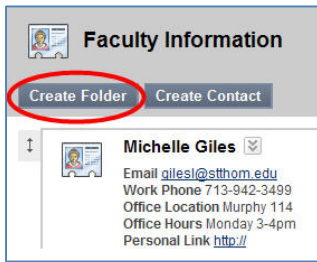 Faculty Information
Create Folder Create Contact
Michelle Giles
Email gilesl@stthom.edu
Work Phone 713-942-3499
Office Location Murphy 114
Office Hours Monday 3-4pm
Personal Link http://